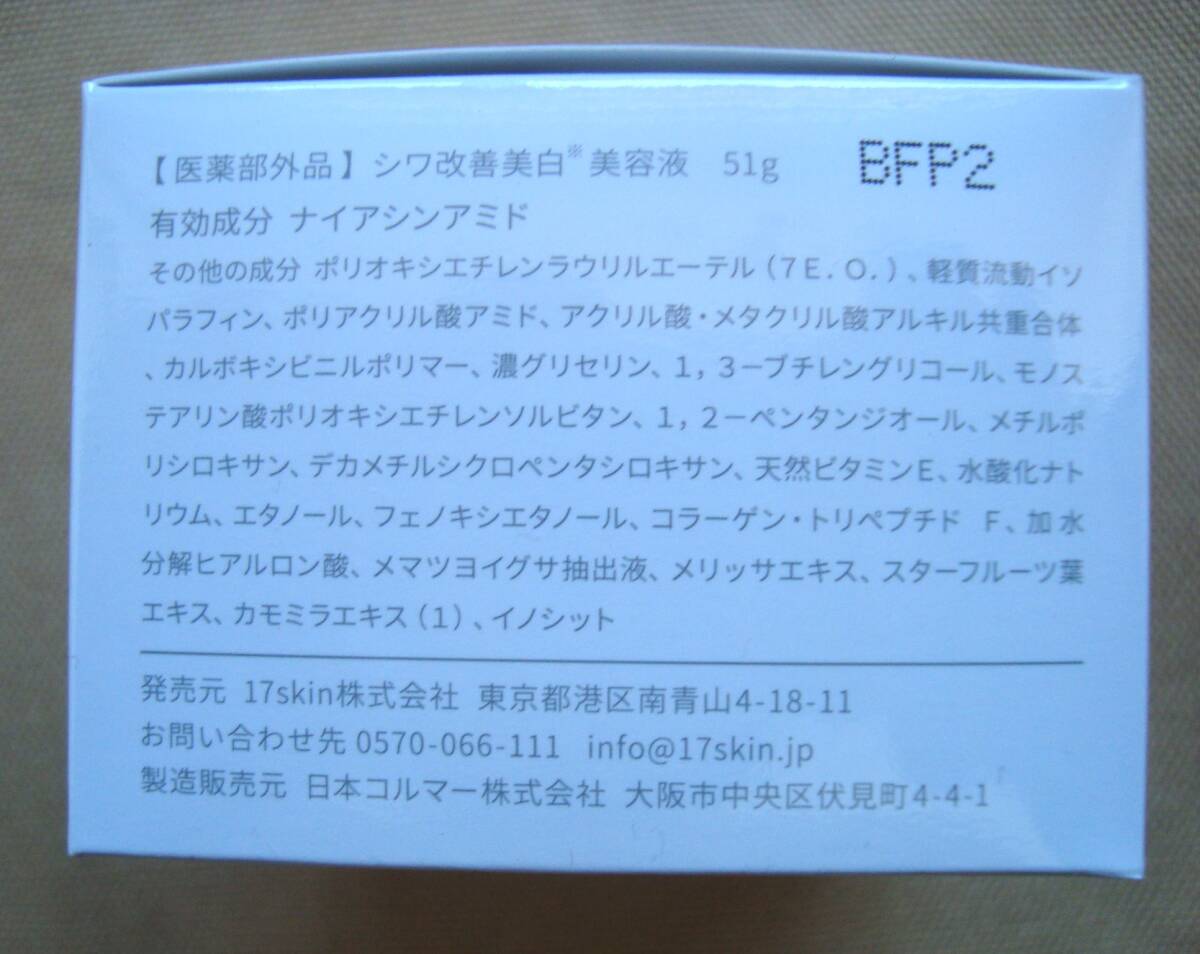 【医薬部外品】シワ改善美白※美容液 51g BFP2
有効成分 ナイアシンアミド
その他の成分 ポリオキシエチレンラウリルエーテル(7E.O.)、軽質流動イソ
パラフィン、ポリアクリル酸アミド、アクリル酸・メタクリル酸アルキル共重合体
、カルボキシビニルポリマー、濃グリセリン、1,3ーブチレングリコール、モノス
テアリン酸ポリオキシエチレンソルビタン、1,2ーペンタンジオール、メチルポ
リシロキサン、デカメチルシクロペンタシロキサン、天然ビタミンE、水酸化ナト
リウム、エタノール、フェノキシエタノール、コラーゲン・トリペプチド F、加水
分解ヒアルロン酸、メマツヨイグサ抽出液、メリッサエキス、スターフルーツ葉
エキス、カモミラエキス(1)、イノシット
発売元 17skin株式会社 東京都港区南青山4-18-11
お問い合わせ先 0570-066-111 info@17skin.jp
製造販売元 日本コルマー株式会社 大阪市中央区伏見町4-4-1